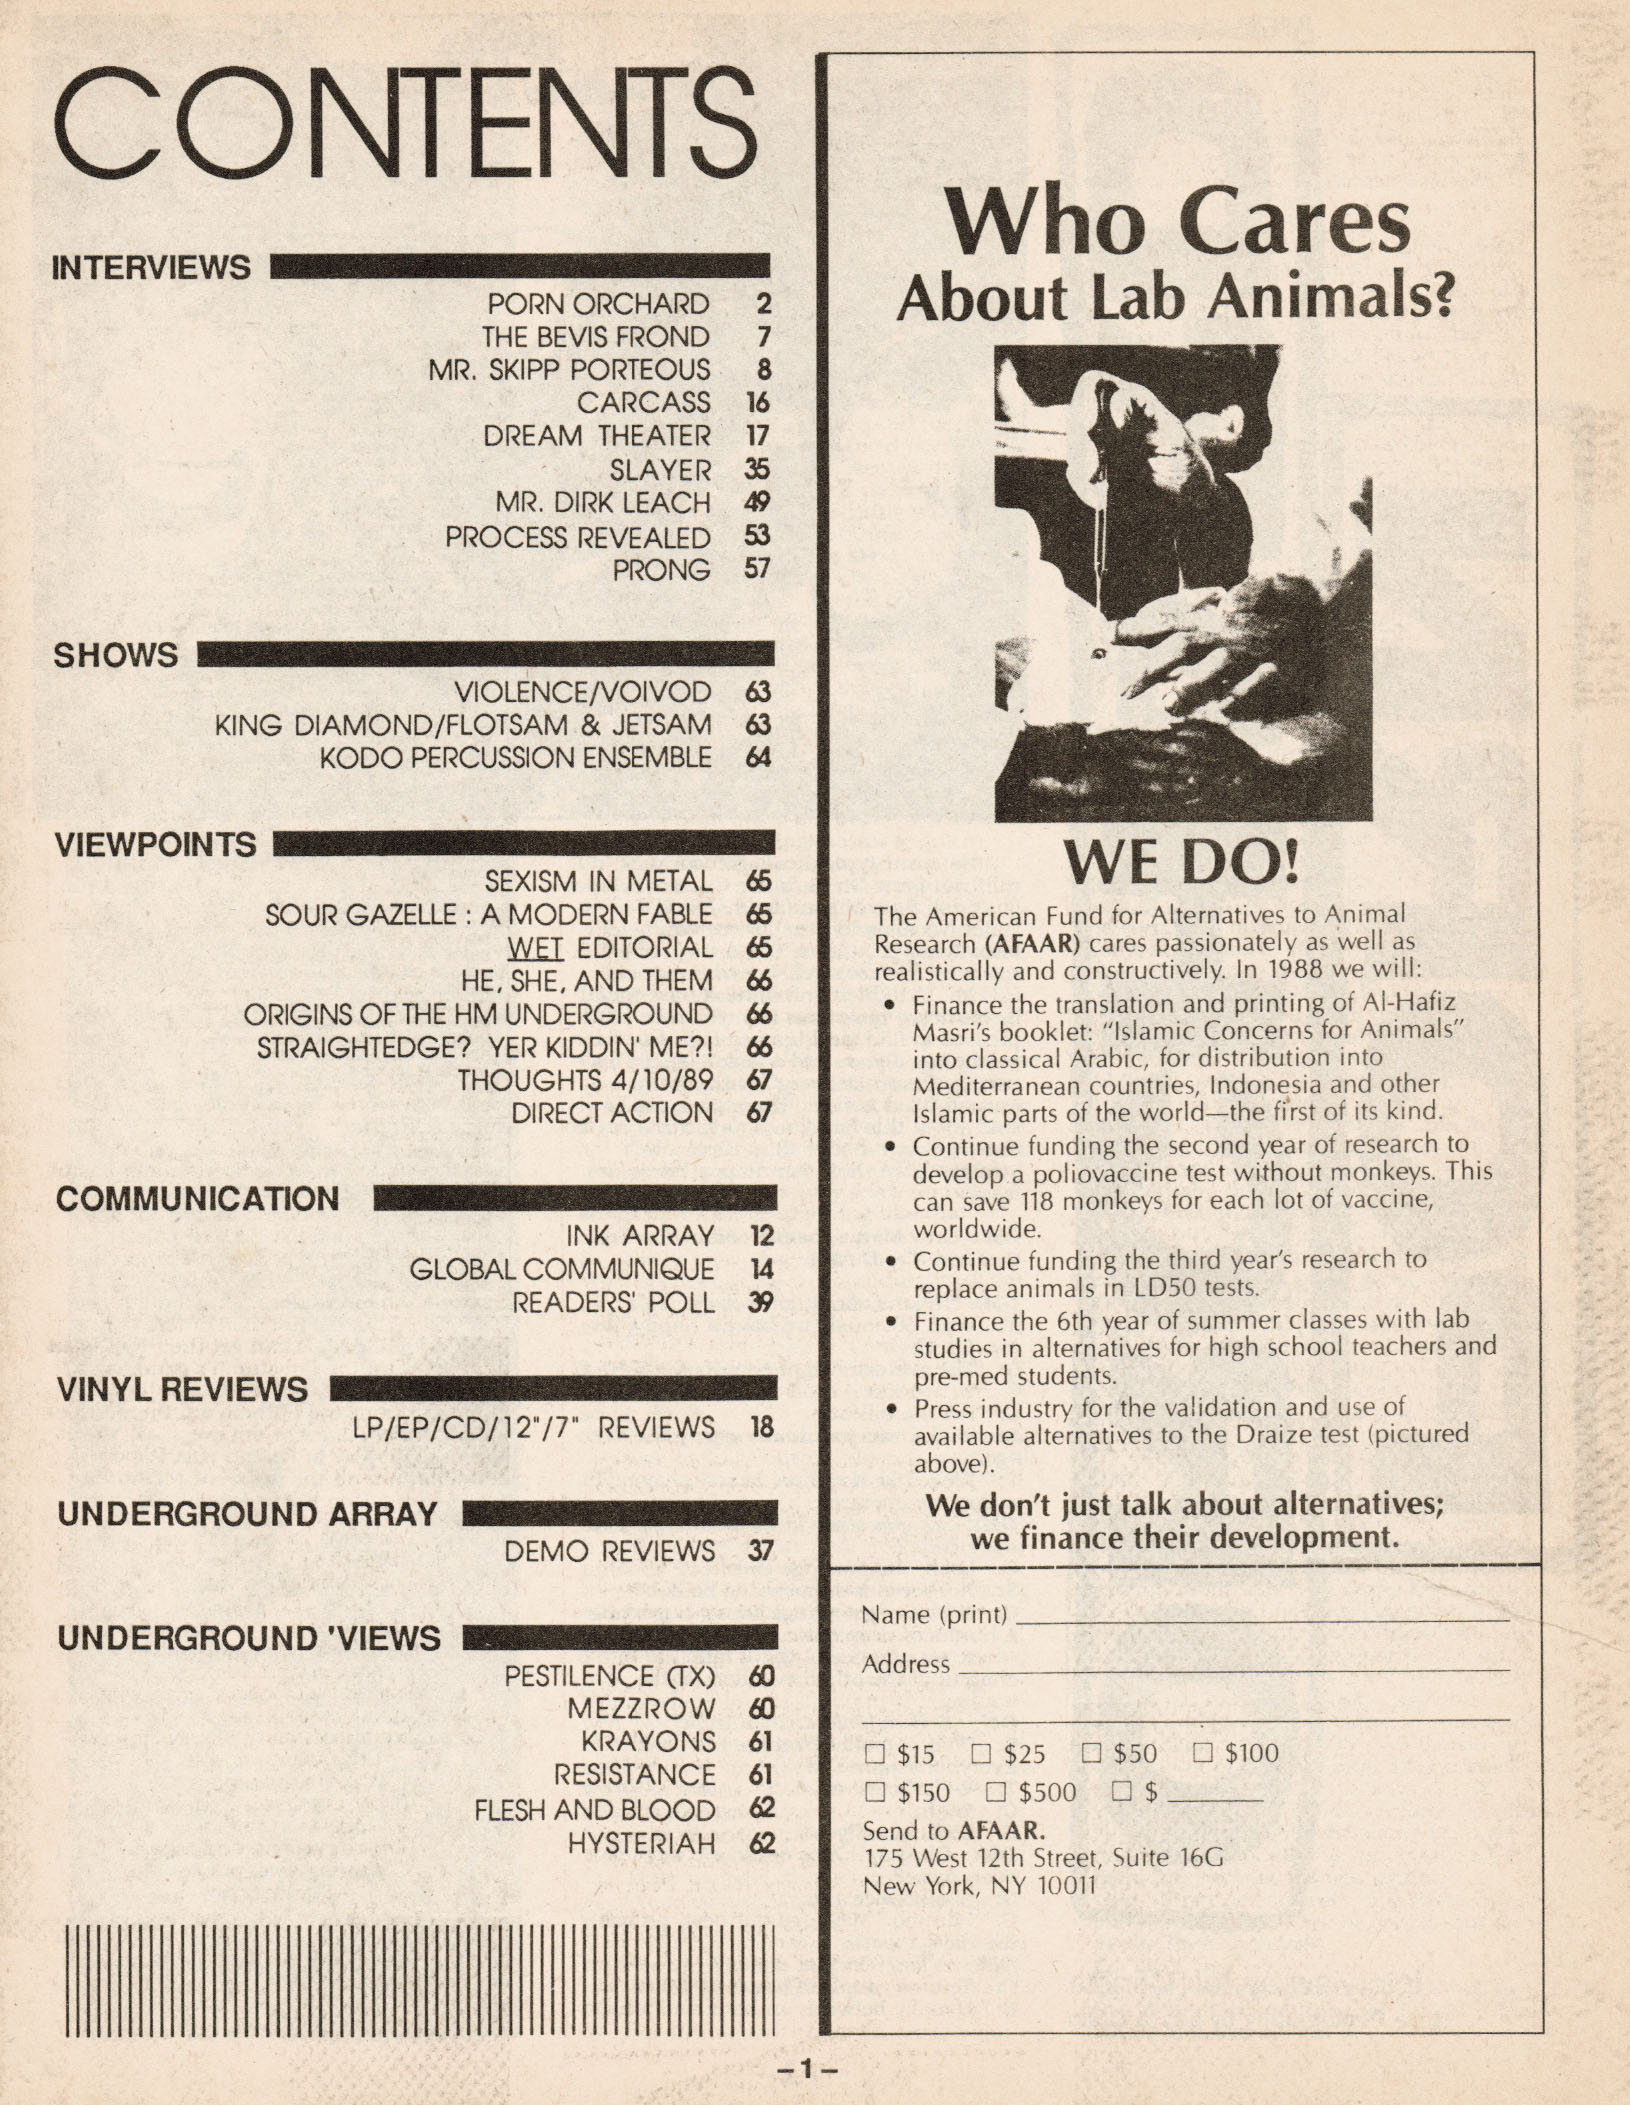 CONTENTS
INTERVIEWS
PORN ORCHARD 2
THE BEVIS FROND 7
MR. SKIPP PORTEOUS 8
CARCASS 16
DREAM THEATER 17
SLAYER 35
MR. DIRK LEACH 49
PROCESS REVEALED 53
PRONG 57
SHOWS
VIOLENCE/VOIVOD 63
KING DIAMOND/FLOTSAM & JETSAM 63
KODO PERCUSSION ENSEMBLE 64
VIEWPOINTS
SEXISM IN METAL 65
SOUR GAZELLE : A MODERN FABLE 65
WET EDITORIAL 65
HE, SHE, AND THEM 66
ORIGINS OF THE HM UNDERGROUND 66
STRAIGHTEDGE? YER KIDDIN' ME?! 66
THOUGHTS 4/10/89 67
DIRECT ACTION 67
COMMUNICATION
INK ARRAY 12
GLOBAL COMMUNIQUE 14
READERS' POLL 39
VINYL REVIEWS
LP/EP/CD/12"/7" REVIEWS 18
UNDERGROUND ARRAY
DEMO REVIEWS 37
UNDERGROUND 'VIEWS
PESTILENCE (TX) 60
MEZZROW 60
KRAYONS 61
RESISTANCE 61
FLESH AND BLOOD 62
HYSTERIAH 62
Who Cares
About Lab Animals?
WE DO!
The American Fund for Alternatives to Animal
Research (AFAAR) cares passionately as well as
realistically and constructively. In 1988 we will:
• Finance the translation and printing of Al-Hafiz
Masri's booklet: "Islamic Concerns for Animals"
into classical Arabic, for distribution into
Mediterranean countries, Indonesia and other
Islamic parts of the world—the first of its kind.
• Continue funding the second year of research to
develop a poliovaccine test without monkeys. This
can save 118 monkeys for each lot of vaccine,
worldwide.
• Continue funding the third year's research to
replace animals in LD50 tests.
• Finance the 6th year of summer classes with lab
studies in alternatives for high school teachers and
pre-med students.
• Press industry for the validation and use of
available alternatives to the Draize test (pictured
above).
We don't just talk about alternatives;
we finance their development.
Name (print)
Address
☐ $15 ☐ $25 ☐ $50 ☐ $100
☐ $150 ☐ $500 ☐ $
Send to AFAAR.
175 West 12th Street, Suite 16G
New York, NY 10011
–1–